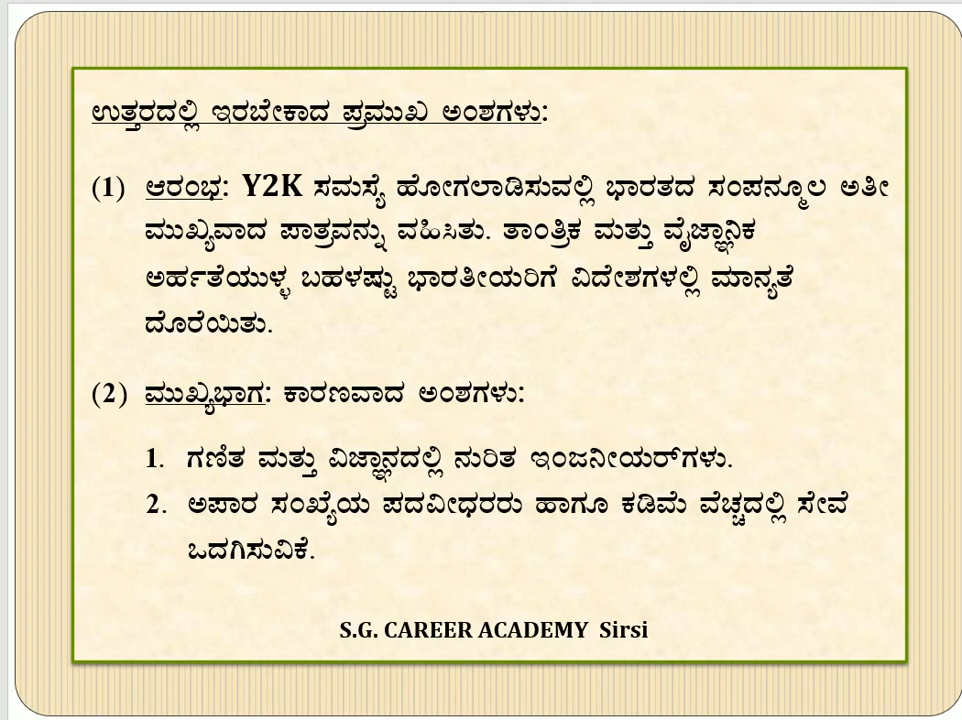 ಉತ್ತರದಲ್ಲಿ ಇರಬೇಕಾದ ಪ್ರಮುಖ ಅಂಶಗಳು:
(1) ಆರಂಭ: Y2K ಸಮಸ್ಯೆ ಹೋಗಲಾಡಿಸುವಲ್ಲಿ ಭಾರತದ ಸಂಪನ್ಮೂಲ ಅತೀ
ಮುಖ್ಯವಾದ ಪಾತ್ರವನ್ನು ವಹಿಸಿತು. ತಾಂತ್ರಿಕ ಮತ್ತು ವೈಜ್ಞಾನಿಕ
ಅರ್ಹತೆಯುಳ್ಳ ಬಹಳಷ್ಟು ಭಾರತೀಯರಿಗೆ ವಿದೇಶಗಳಲ್ಲಿ ಮಾನ್ಯತೆ
ದೊರೆಯಿತು.
(2) ಮುಖ್ಯಭಾಗ: ಕಾರಣವಾದ ಅಂಶಗಳು:
1. ಗಣಿತ ಮತ್ತು ವಿಜ್ಞಾನದಲ್ಲಿ ನುರಿತ ಇಂಜನೀಯರ್‌ಗಳು.
2. ಅಪಾರ ಸಂಖ್ಯೆಯ ಪದವೀಧರರು ಹಾಗೂ ಕಡಿಮೆ ವೆಚ್ಚದಲ್ಲಿ ಸೇವೆ
ಒದಗಿಸುವಿಕೆ.
S.G. CAREER ACADEMY Sirsi